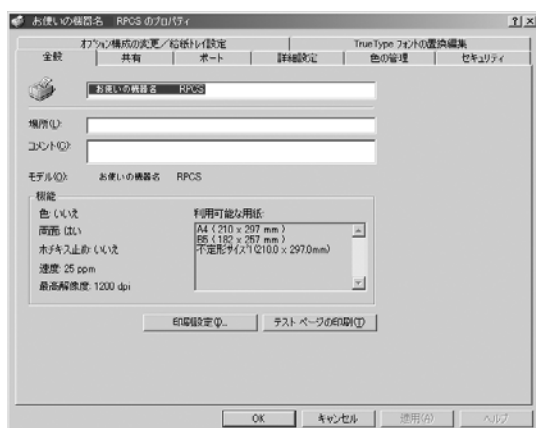 お使いの機器名 RPCS のプロパティ
オプション構成の変更／給紙トレイ設定 TrueType フォントの置換編集
全般 共有 ポート 詳細設定 色の管理 セキュリティ
お使いの機器名 RPCS
場所(L):
コメント(C):
モデル(O): お使いの機器名 RPCS
機能
色: いいえ 利用可能な用紙:
両面: はい A4 (210 x 297 mm )
ホチキス止め: いいえ B5 (182 x 257 mm )
速度: 25 ppm 不定形サイズ1(210.0 x 297.0mm)
最高解像度: 1200 dpi
印刷設定(I)... テスト ページの印刷(T)
OK キャンセル 適用(A) ヘルプ